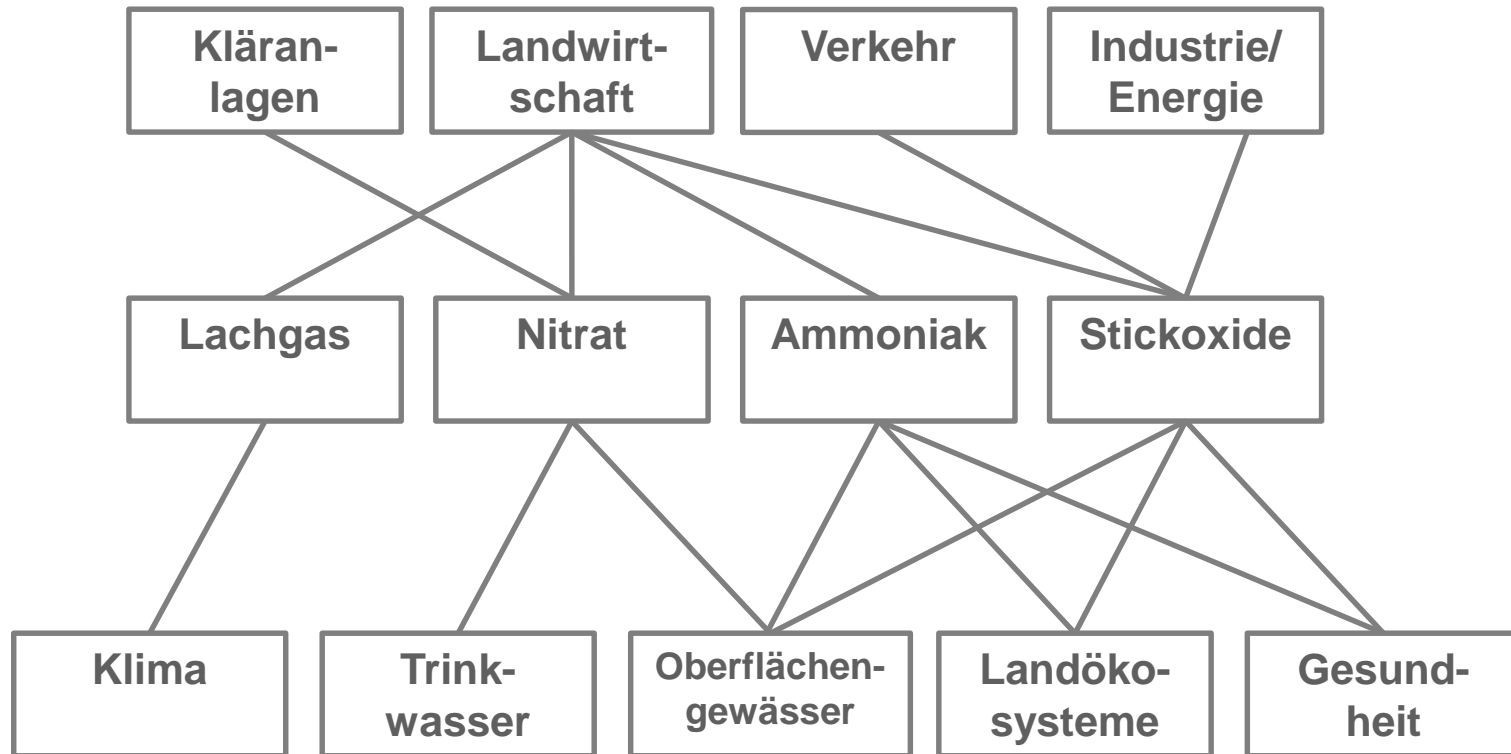 Kläran-
lagen
Landwirt-
schaft
Verkehr
Industrie/
Energie
Lachgas
Nitrat
Ammoniak
Stickoxide
Klima
Trink-
wasser
Oberflächen-
gewässer
Landöko-
systeme
Gesund-
heit